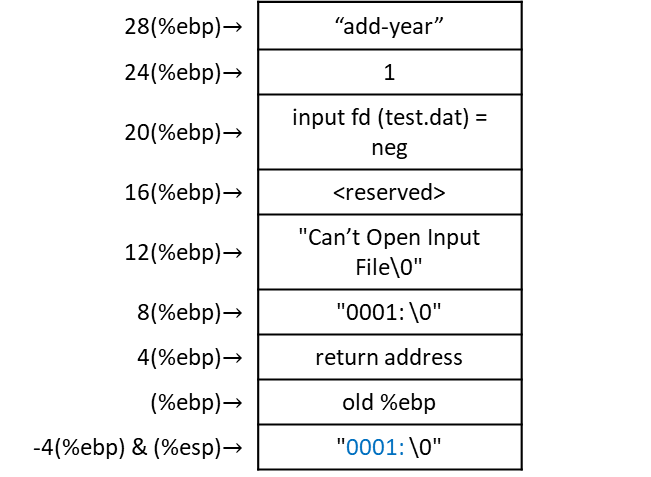 28(%ebp)→ “add-year”
24(%ebp)→ 1
20(%ebp)→ input fd (test.dat) =
neg
16(%ebp)→ <reserved>
12(%ebp)→ "Can’t Open Input
File\0"
8(%ebp)→ "0001: \0"
4(%ebp)→ return address
(%ebp)→ old %ebp
-4(%ebp) & (%esp)→ "0001: \0"